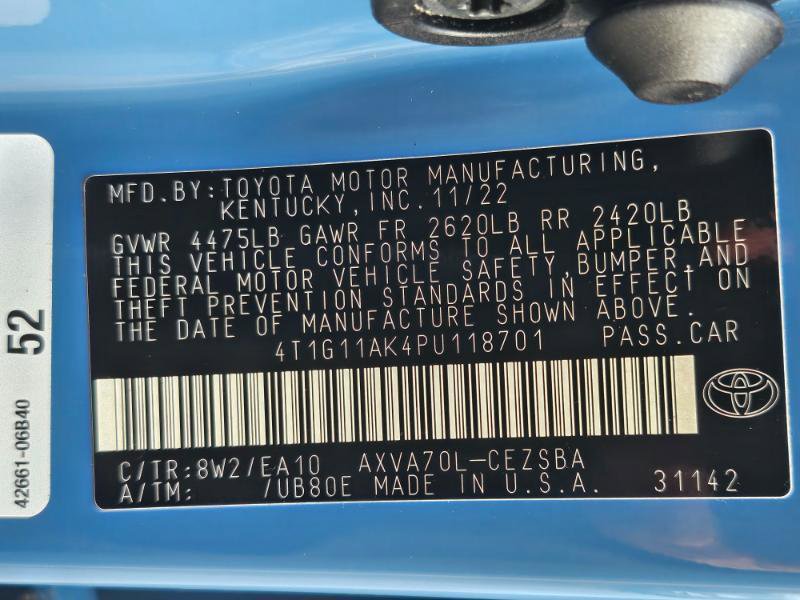 MFD.BY:TOYOTA MOTOR MANUFACTURING,
KENTUCKY, INC. 11/22
GVWR 4475LB GAWR FR 2620LB RR 2420LB
THIS VEHICLE CONFORMS TO ALL APPLICABLE
FEDERAL MOTOR VEHICLE SAFETY, BUMPER, AND
THEFT PREVENTION STANDARDS IN EFFECT ON
THE DATE OF MANUFACTURE SHOWN ABOVE.
4T1G11AK4PU118701 PASS.CAR
C/TR:8W2/EA10 AXVA70L-CEZSBA
A/TM: /UB80E MADE IN U.S.A. 31142
52
42661-06B40